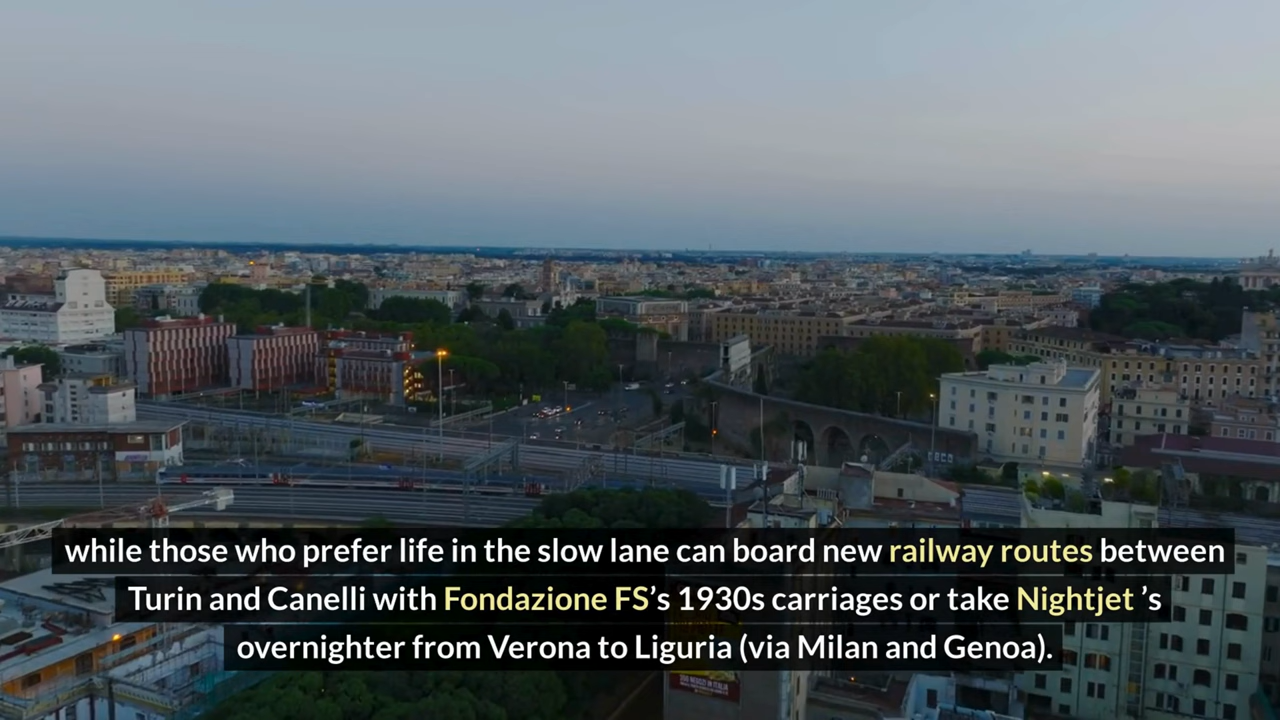 while those who prefer life in the slow lane can board new railway routes between
Turin and Canelli with Fondazione FS’s 1930s carriages or take Nightjet ’s
overnighter from Verona to Liguria (via Milan and Genoa).